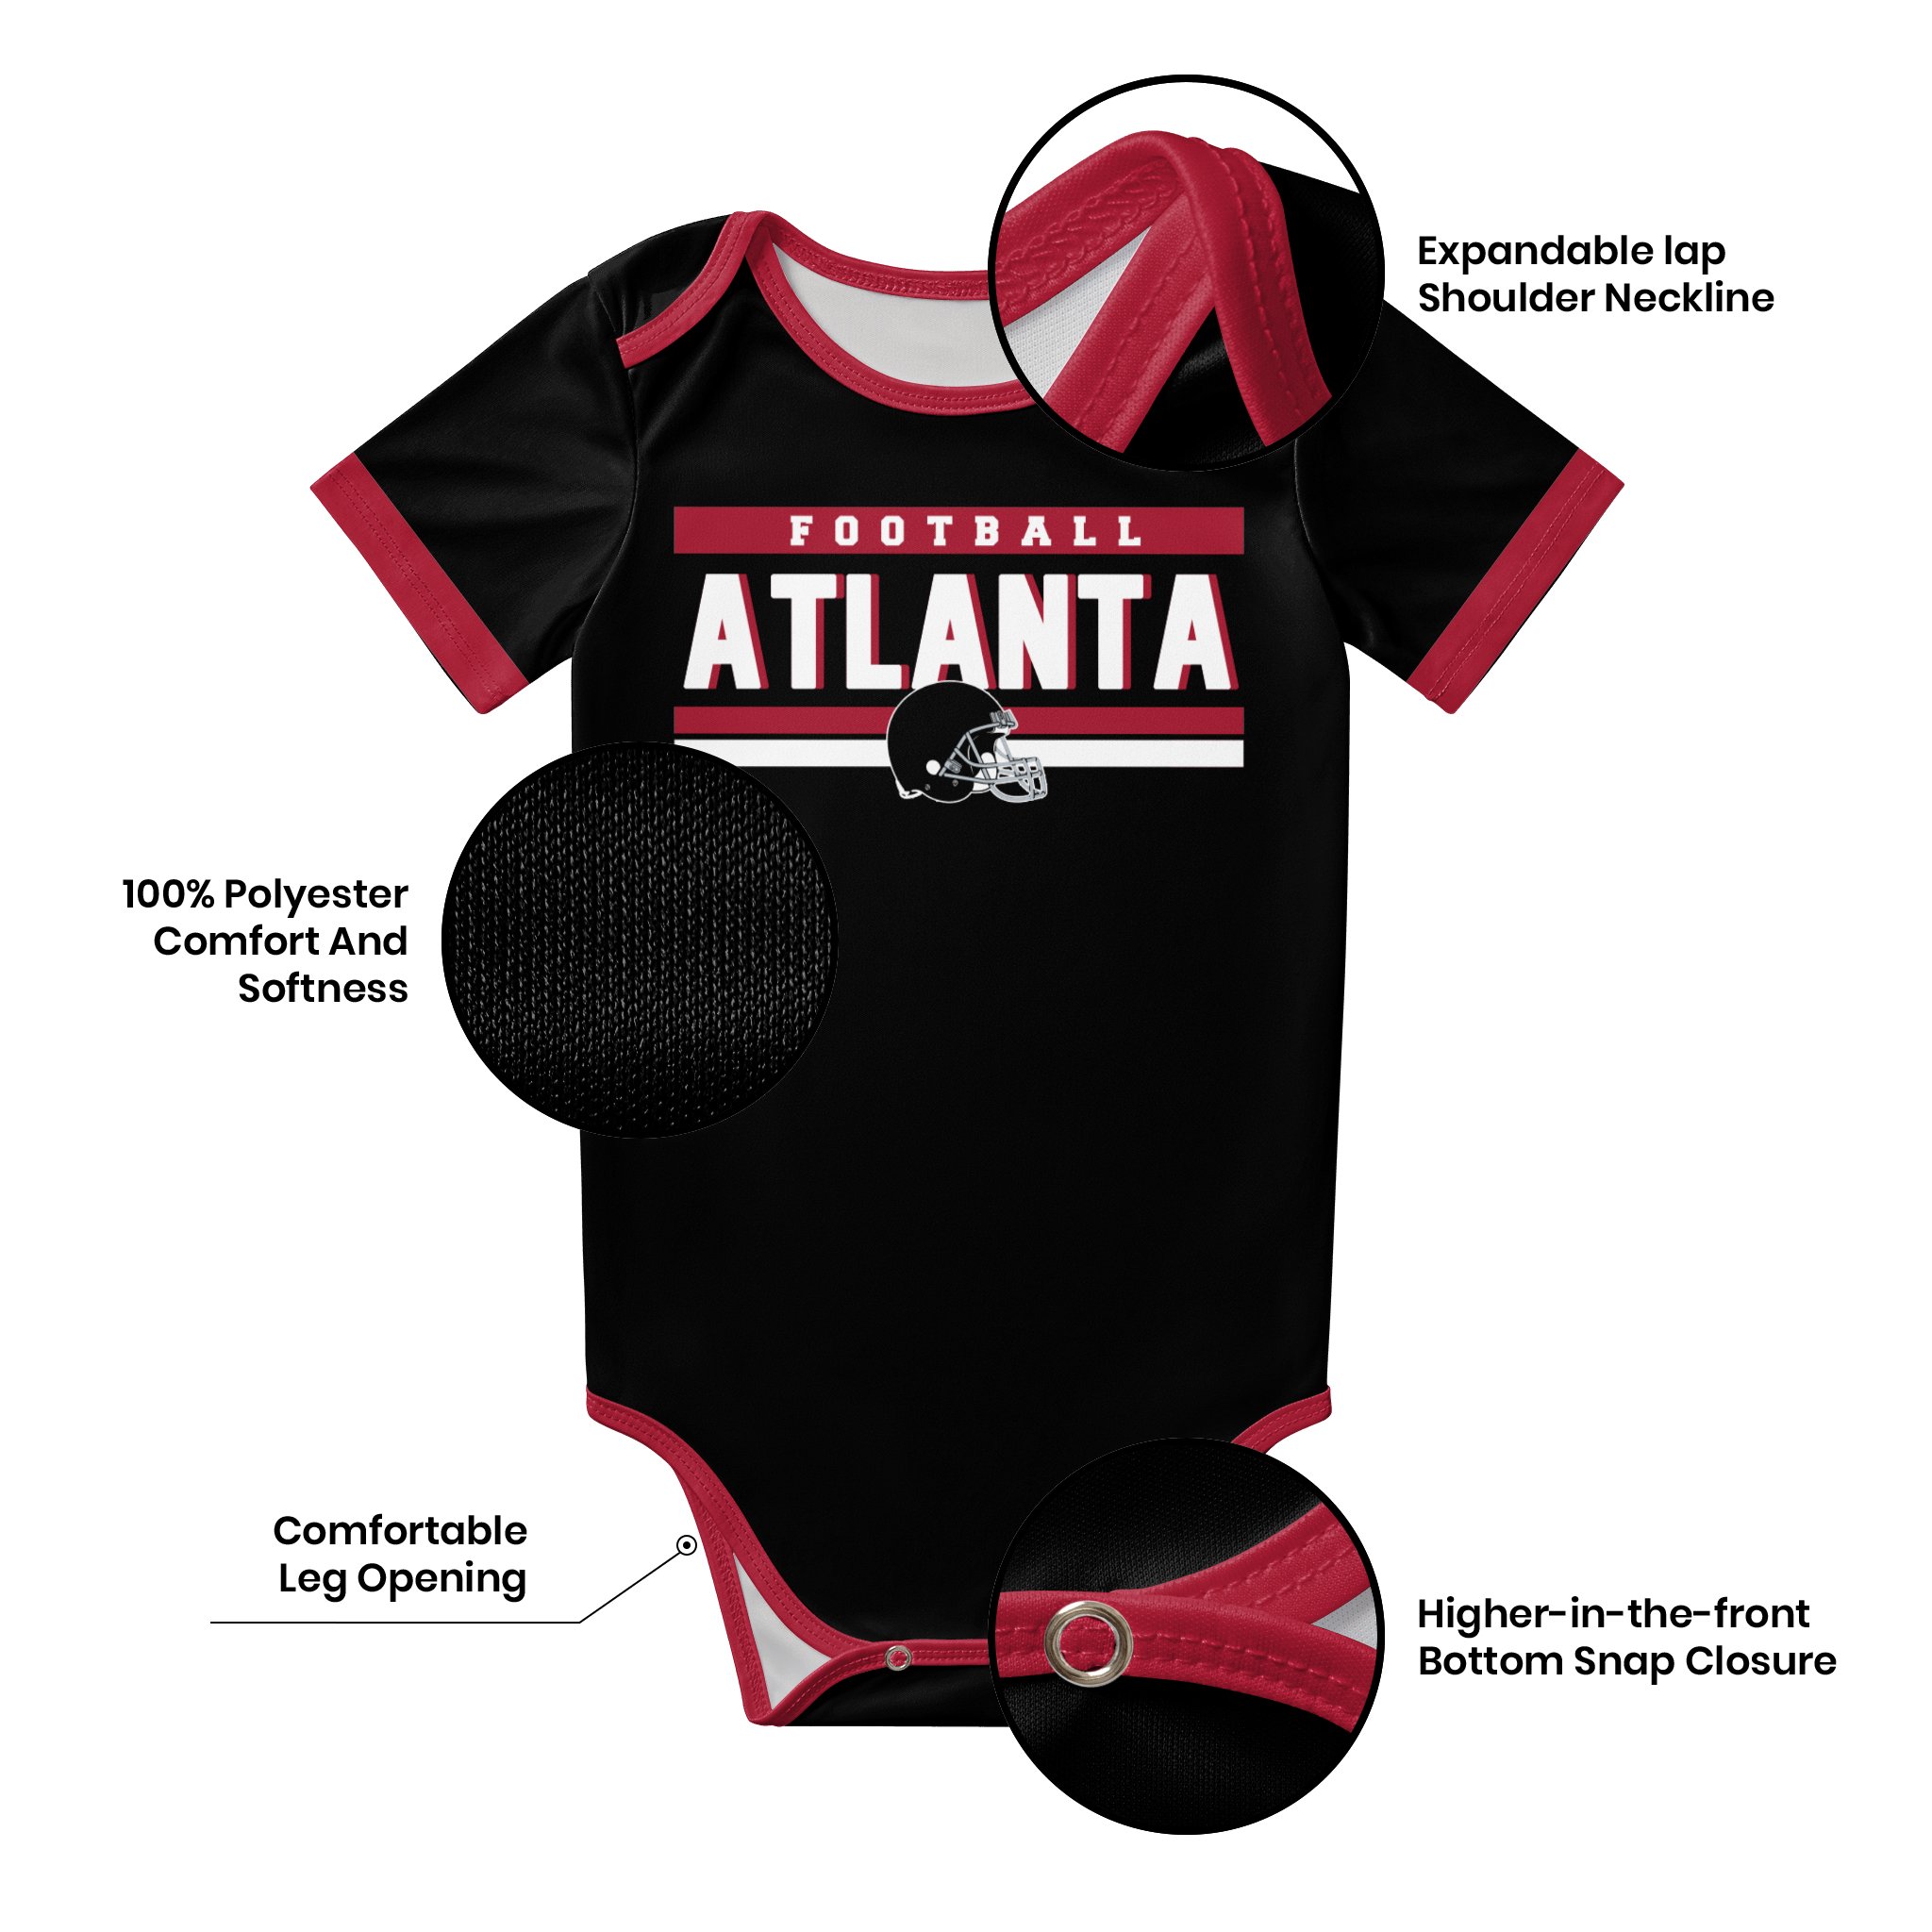 Expandable lap
Shoulder Neckline
FOOTBALL
ATLANTA
100% Polyester
Comfort And
Softness
Comfortable
Leg Opening
Higher-in-the-front
Bottom Snap Closure